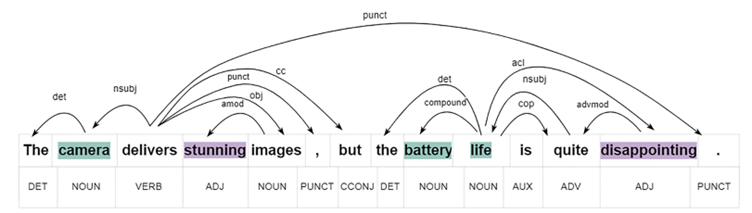 punct
cc
acl
det
nsubj
nsubj
punct
det
obj
compound
cop
advmod
amod
The camera delivers stunning images , but the battery life is quite disappointing .
DET NOUN VERB ADJ NOUN PUNCT CCONJ DET NOUN NOUN AUX ADV ADJ PUNCT